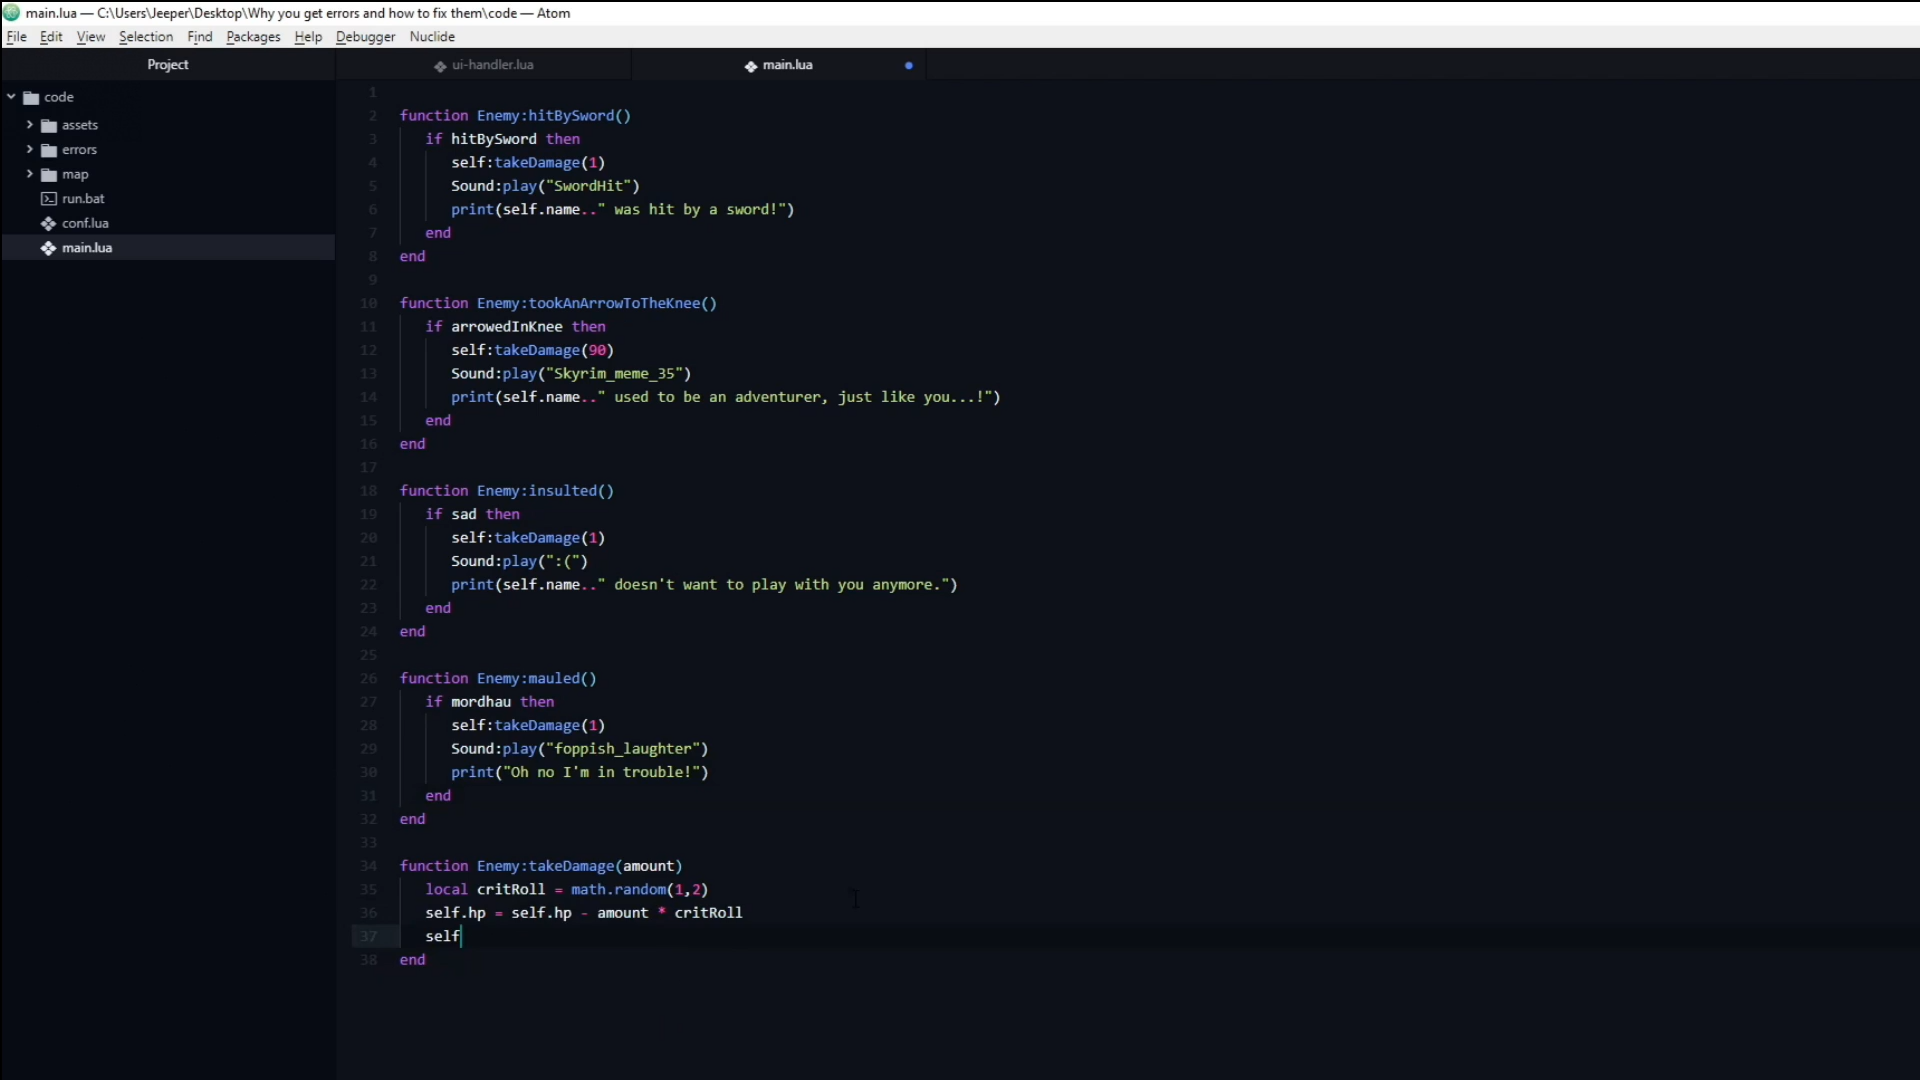 main.lua — C:\Users\Jeeper\Desktop\Why you get errors and how to fix them\code — Atom
File Edit View Selection Find Packages Help Debugger Nuclide
Project
ui-handler.lua
main.lua
code
assets
errors
map
run.bat
conf.lua
main.lua
1
2 function Enemy:hitBySword()
3 if hitBySword then
4 self:takeDamage(1)
5 Sound:play("SwordHit")
6 print(self.name.." was hit by a sword!")
7 end
8 end
9
10 function Enemy:tookAnArrowToTheKnee()
11 if arrowedInKnee then
12 self:takeDamage(90)
13 Sound:play("Skyrim_meme_35")
14 print(self.name.." used to be an adventurer, just like you...!")
15 end
16 end
17
18 function Enemy:insulted()
19 if sad then
20 self:takeDamage(1)
21 Sound:play(":(")
22 print(self.name.." doesn't want to play with you anymore.")
23 end
24 end
25
26 function Enemy:mauled()
27 if mordhau then
28 self:takeDamage(1)
29 Sound:play("foppish_laughter")
30 print("Oh no I'm in trouble!")
31 end
32 end
33
34 function Enemy:takeDamage(amount)
35 local critRoll = math.random(1,2)
36 self.hp = self.hp - amount * critRoll
37 self
38 end